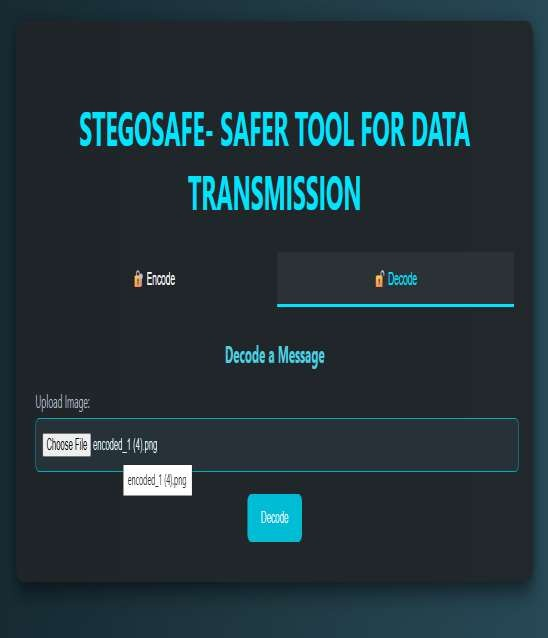 STEGOSAFE- SAFER TOOL FOR DATA
TRANSMISSION
Encode
Decode
Decode a Message
Upload Image:
Choose File encoded_1 (4).png
encoded_1 (4).png
Decode